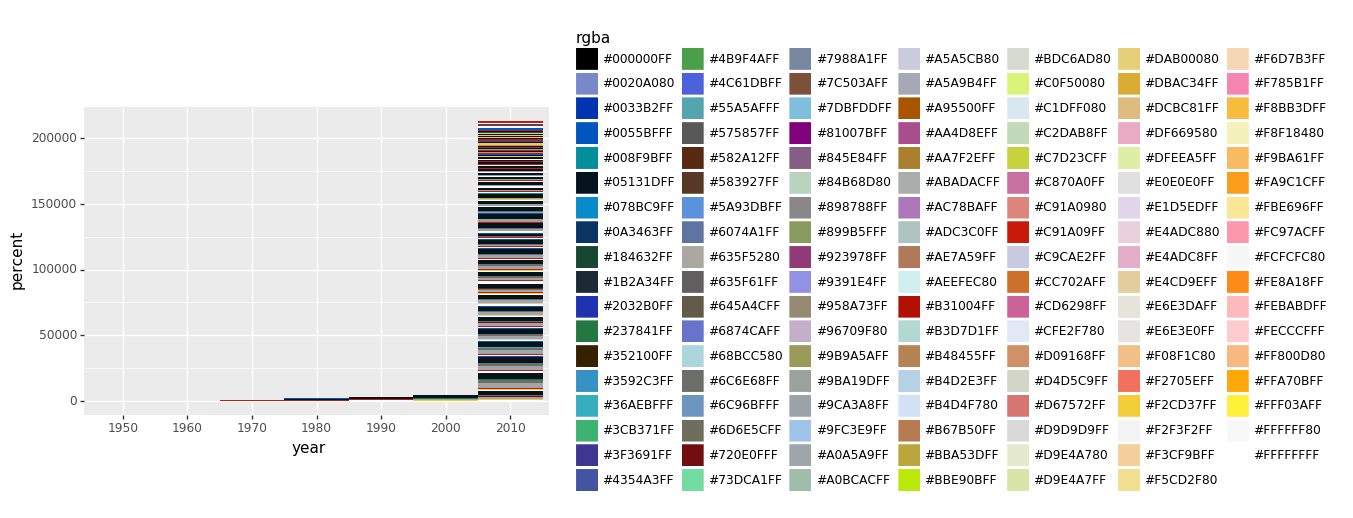 rgba
#000000FF #4B9F4AFF #7988A1FF #A5A5CB80 #BDC6AD80 #DAB00080 #F6D7B3FF
#0020A080 #4C61DBFF #7C503AFF #A5A9B4FF #C0F50080 #DBAC34FF #F785B1FF
#0033B2FF #55A5AFFF #7DBFDDFF #A95500FF #C1DFF080 #DCBC81FF #F8BB3DFF
#0055BFFF #575857FF #81007BFF #AA4D8EFF #C2DAB8FF #DF669580 #F8F18480
#008F9BFF #582A12FF #845E84FF #AA7F2EFF #C7D23CFF #DFEEA5FF #F9BA61FF
#05131DFF #583927FF #84B68D80 #ABADACFF #C870A0FF #E0E0E0FF #FA9C1CFF
#078BC9FF #5A93DBFF #898788FF #AC78BAFF #C91A0980 #E1D5EDFF #FBE696FF
#0A3463FF #6074A1FF #899B5FFF #ADC3C0FF #C91A09FF #E4ADC880 #FC97ACFF
#184632FF #635F5280 #923978FF #AE7A59FF #C9CAE2FF #E4ADC8FF #FCFCFC80
#1B2A34FF #635F61FF #9391E4FF #AEEFEC80 #CC702AFF #E4CD9EFF #FE8A18FF
#2032B0FF #645A4CFF #958A73FF #B31004FF #CD6298FF #E6E3DAFF #FEBABDFF
#237841FF #6874CAFF #96709F80 #B3D7D1FF #CFE2F780 #E6E3E0FF #FECCCFFF
#352100FF #68BCC580 #9B9A5AFF #B48455FF #D09168FF #F08F1C80 #FF800D80
#3592C3FF #6C6E68FF #9BA19DFF #B4D2E3FF #D4D5C9FF #F2705EFF #FFA70BFF
#36AEBFFF #6C96BFFF #9CA3A8FF #B4D4F780 #D67572FF #F2CD37FF #FFF03AFF
#3CB371FF #6D6E5CFF #9FC3E9FF #B67B50FF #D9D9D9FF #F2F3F2FF #FFFFFF80
#3F3691FF #720E0FFF #A0A5A9FF #BBA53DFF #D9E4A780 #F3CF9BFF #FFFFFFFF
#4354A3FF #73DCA1FF #A0BCACFF #BBE90BFF #D9E4A7FF #F5CD2F80
percent
200000
150000
100000
50000
0
1950 1960 1970 1980 1990 2000 2010
year